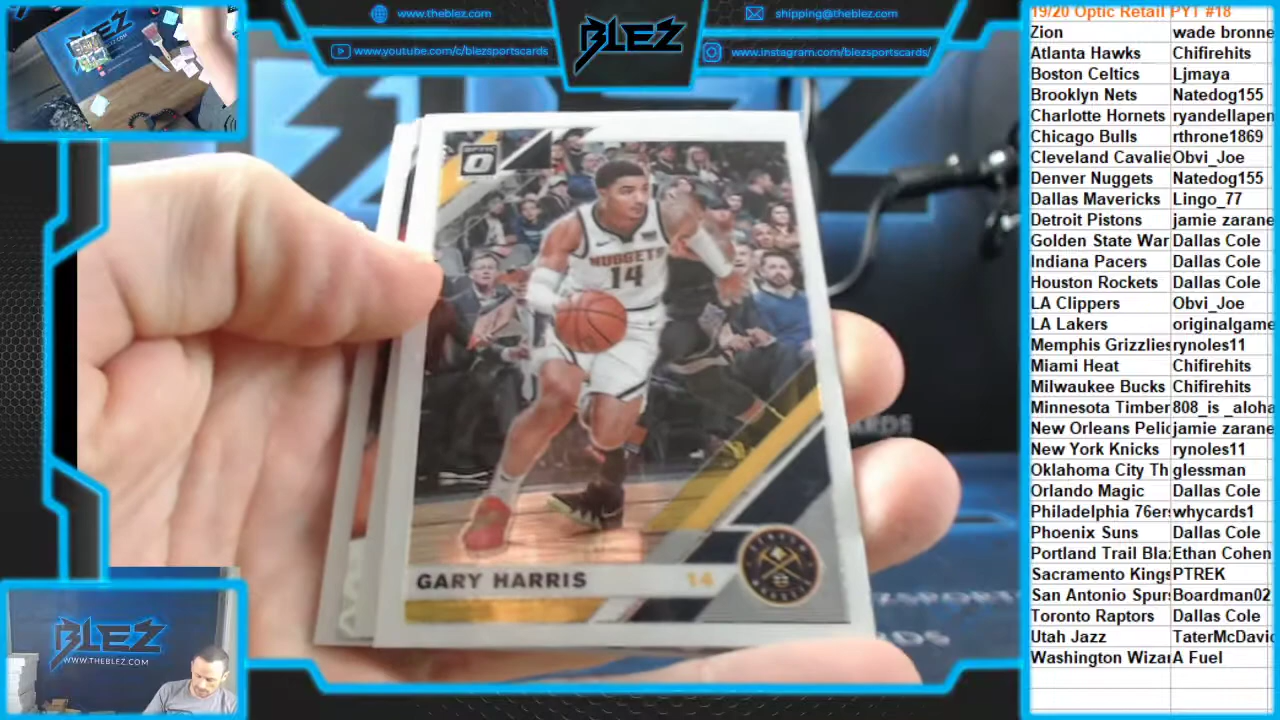 www.theblez.com
www.youtube.com/c/blezsportscards
BLEZ
shipping@theblez.com
www.instagram.com/blezsportscards/
OPTIC
NUGGETS
14
GARY HARRIS
14
BLEZ
WWW.THEBLEZ.COM
19/20 Optic Retail PYT #18
Zion wade bronne
Atlanta Hawks Chifirehits
Boston Celtics Ljmaya
Brooklyn Nets Natedog155
Charlotte Hornets ryandellapen
Chicago Bulls rthrone1869
Cleveland Cavalie Obvi_Joe
Denver Nuggets Natedog155
Dallas Mavericks Lingo_77
Detroit Pistons jamie zarane
Golden State War Dallas Cole
Indiana Pacers Dallas Cole
Houston Rockets Dallas Cole
LA Clippers Obvi_Joe
LA Lakers originalgame
Memphis Grizzlies rynoles11
Miami Heat Chifirehits
Milwaukee Bucks Chifirehits
Minnesota Timber 808_is _aloha
New Orleans Pelic jamie zarane
New York Knicks rynoles11
Oklahoma City Th glessman
Orlando Magic Dallas Cole
Philadelphia 76ers whycards1
Phoenix Suns Dallas Cole
Portland Trail Bla Ethan Cohen
Sacramento Kings PTREK
San Antonio Spur Boardman02
Toronto Raptors Dallas Cole
Utah Jazz TaterMcDavi
Washington Wiza A Fuel